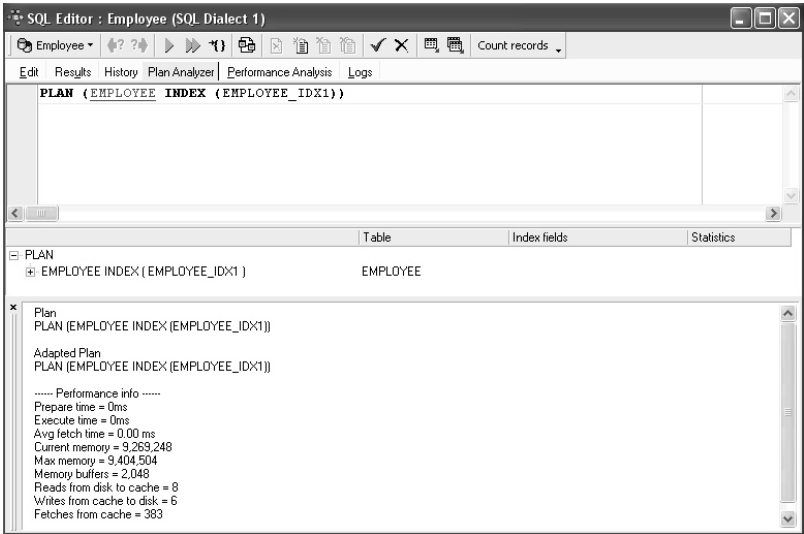 SQL Editor : Employee (SQL Dialect 1)
Employee Count records
Edit Results History Plan Analyzer Performance Analysis Logs
PLAN (EMPLOYEE INDEX (EMPLOYEE_IDX1))
Table Index fields Statistics
PLAN
EMPLOYEE INDEX ( EMPLOYEE_IDX1 ) EMPLOYEE
Plan
PLAN (EMPLOYEE INDEX (EMPLOYEE_IDX1))
Adapted Plan
PLAN (EMPLOYEE INDEX (EMPLOYEE_IDX1))
------ Performance info ------
Prepare time = 0ms
Execute time = 0ms
Avg fetch time = 0.00 ms
Current memory = 9,269,248
Max memory = 9,404,504
Memory buffers = 2,048
Reads from disk to cache = 8
Writes from cache to disk = 6
Fetches from cache = 383